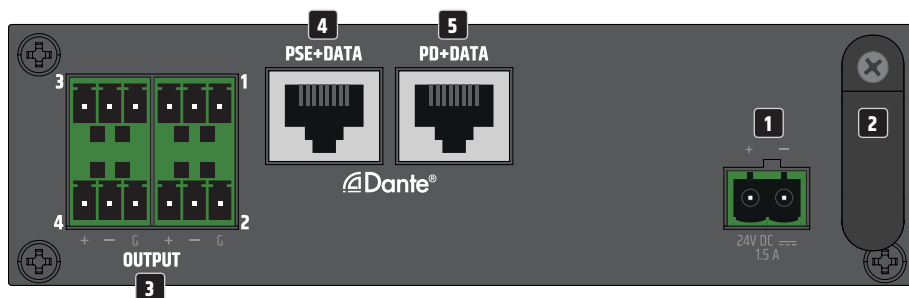 4
5
PSE+DATA
PD+DATA
3
1
1
2
+ −
Dante®
4
2
+ − G + − G
24V DC
1.5 A
OUTPUT
3